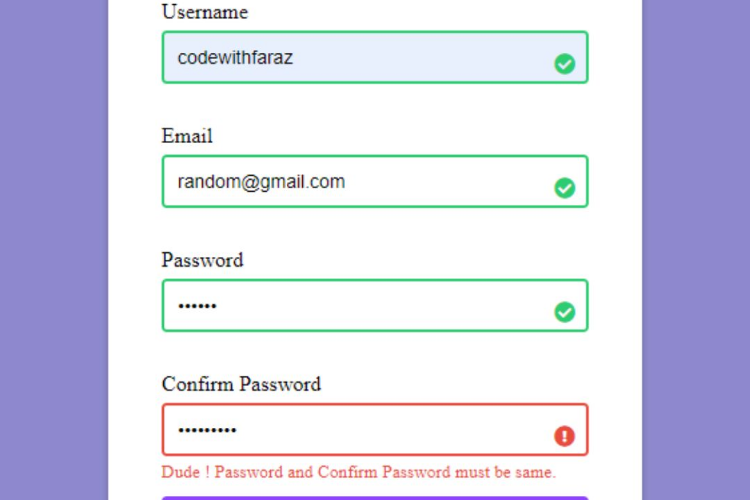 Username
codewithfaraz
Email
random@gmail.com
Password
••••••
Confirm Password
•••••••••
Dude ! Password and Confirm Password must be same.